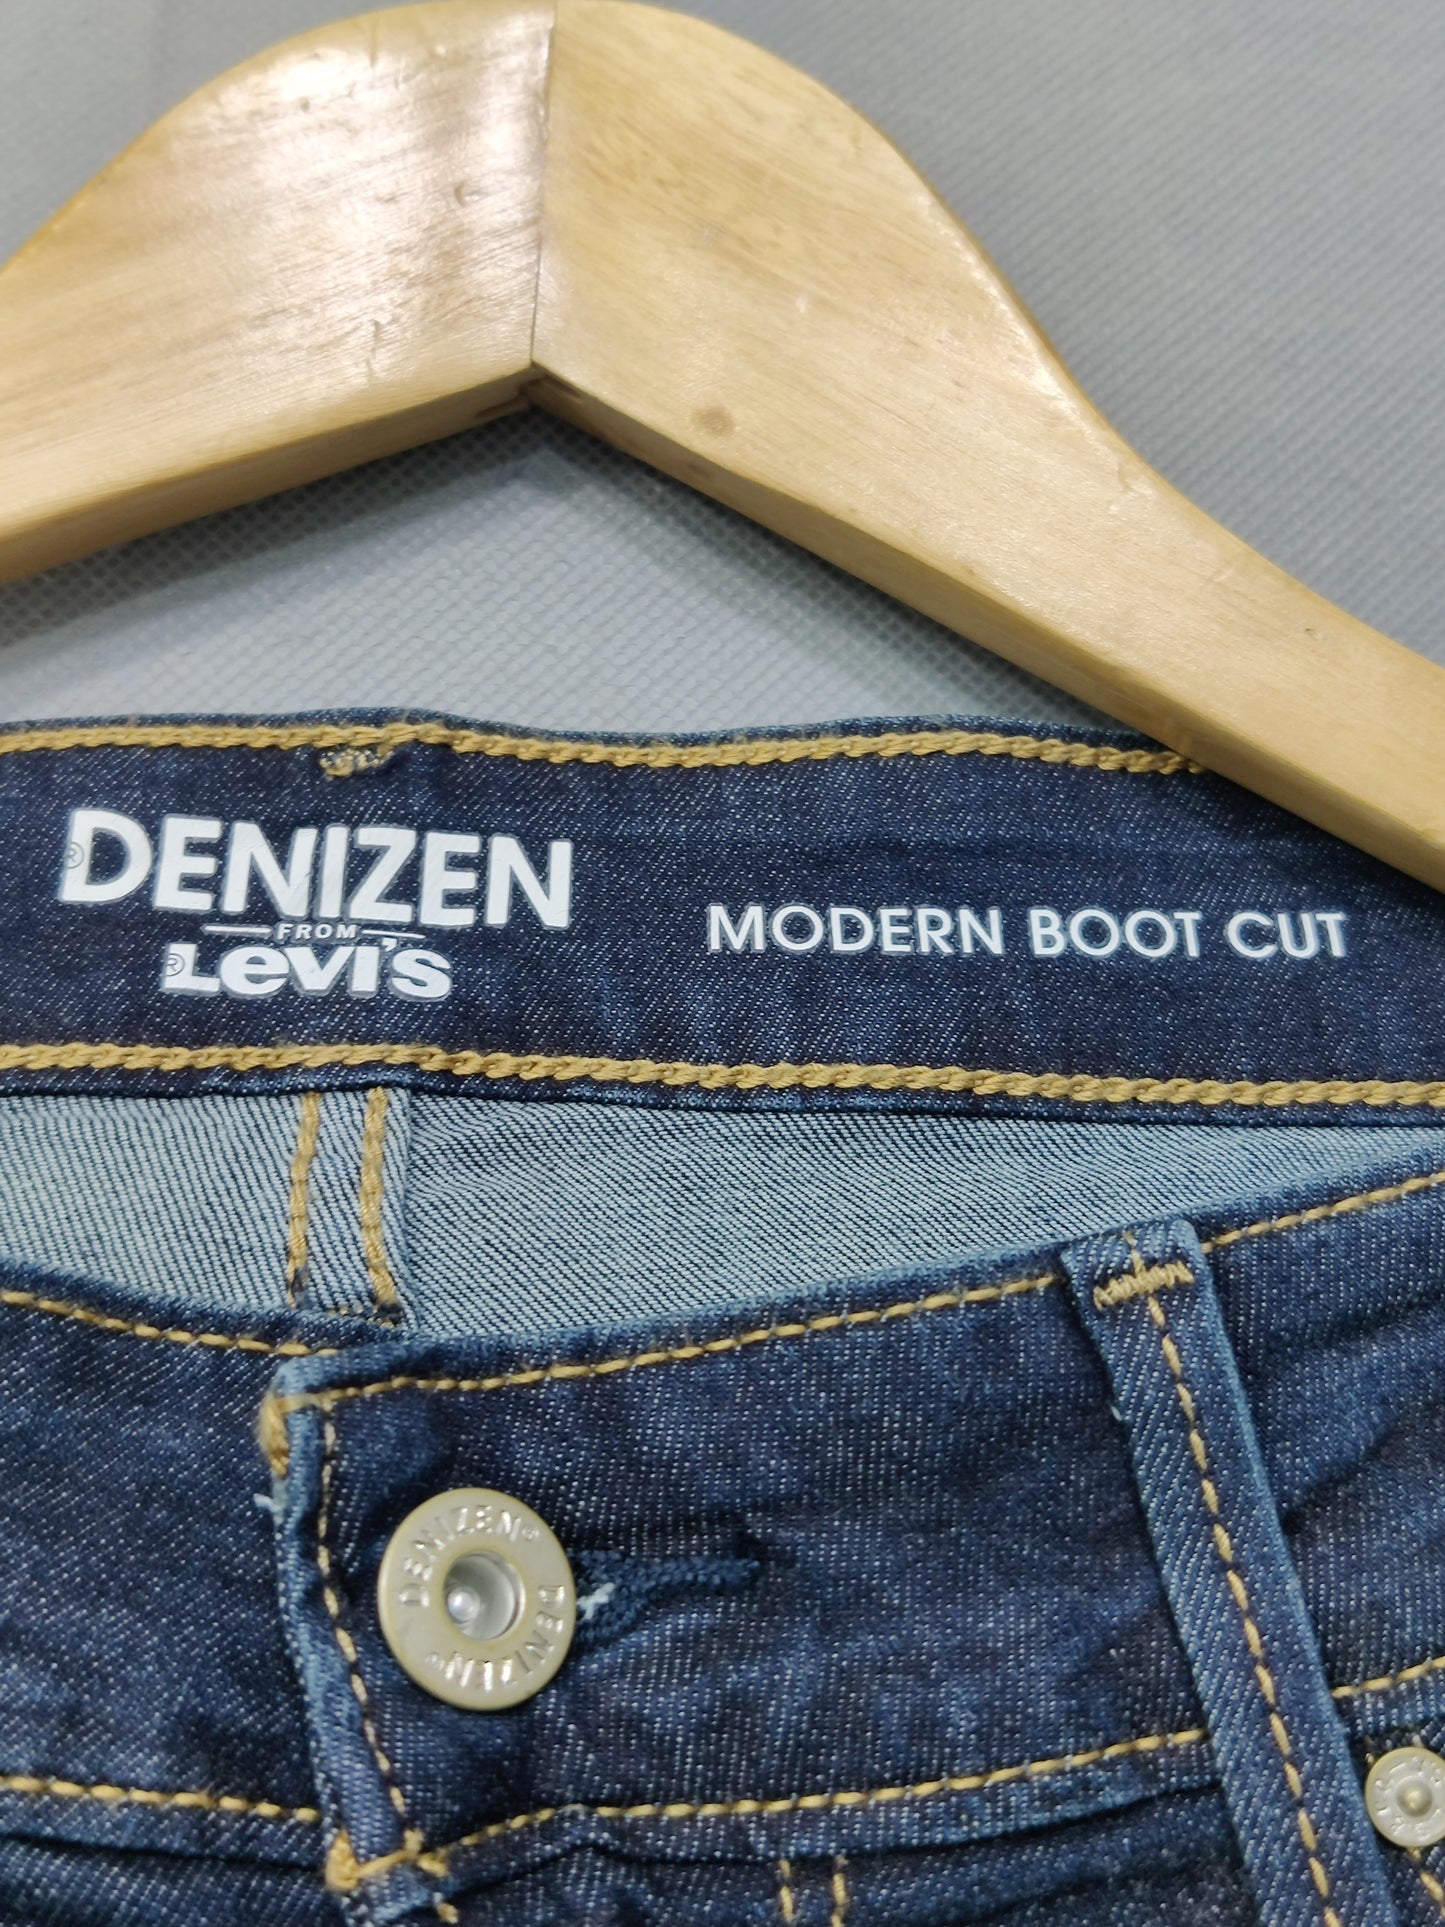 DENIZEN®
FROM
Levi's®
MODERN BOOT CUT
DENIZEN® DENIZEN®